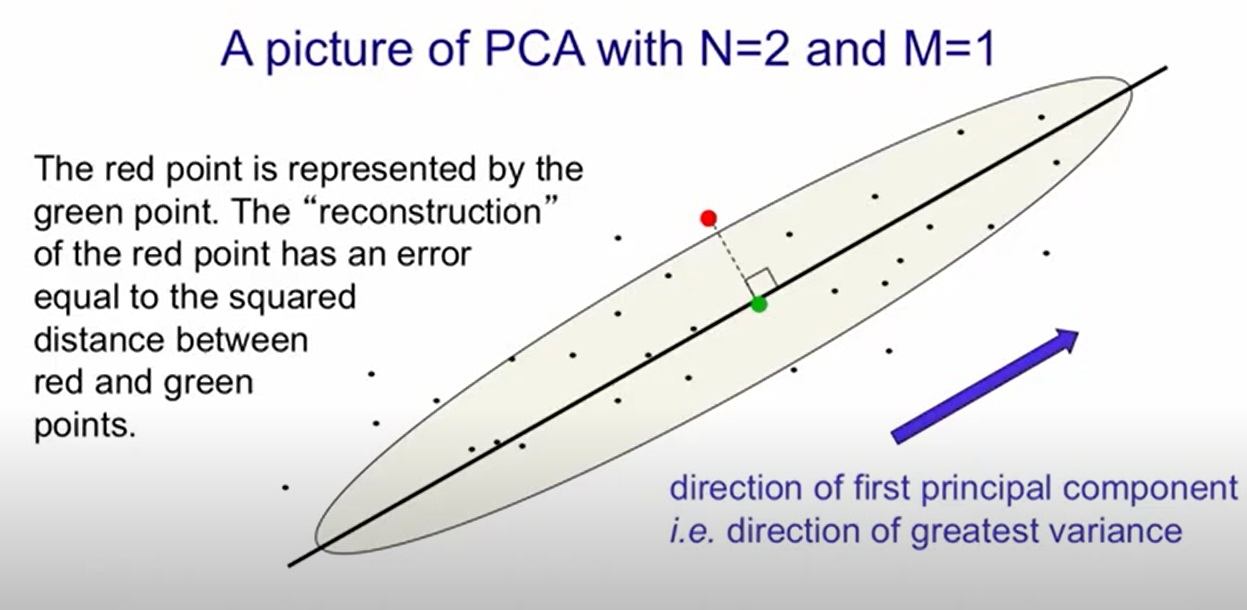 A picture of PCA with N=2 and M=1
The red point is represented by the
green point. The “reconstruction”
of the red point has an error
equal to the squared
distance between
red and green
points.
direction of first principal component
i.e. direction of greatest variance